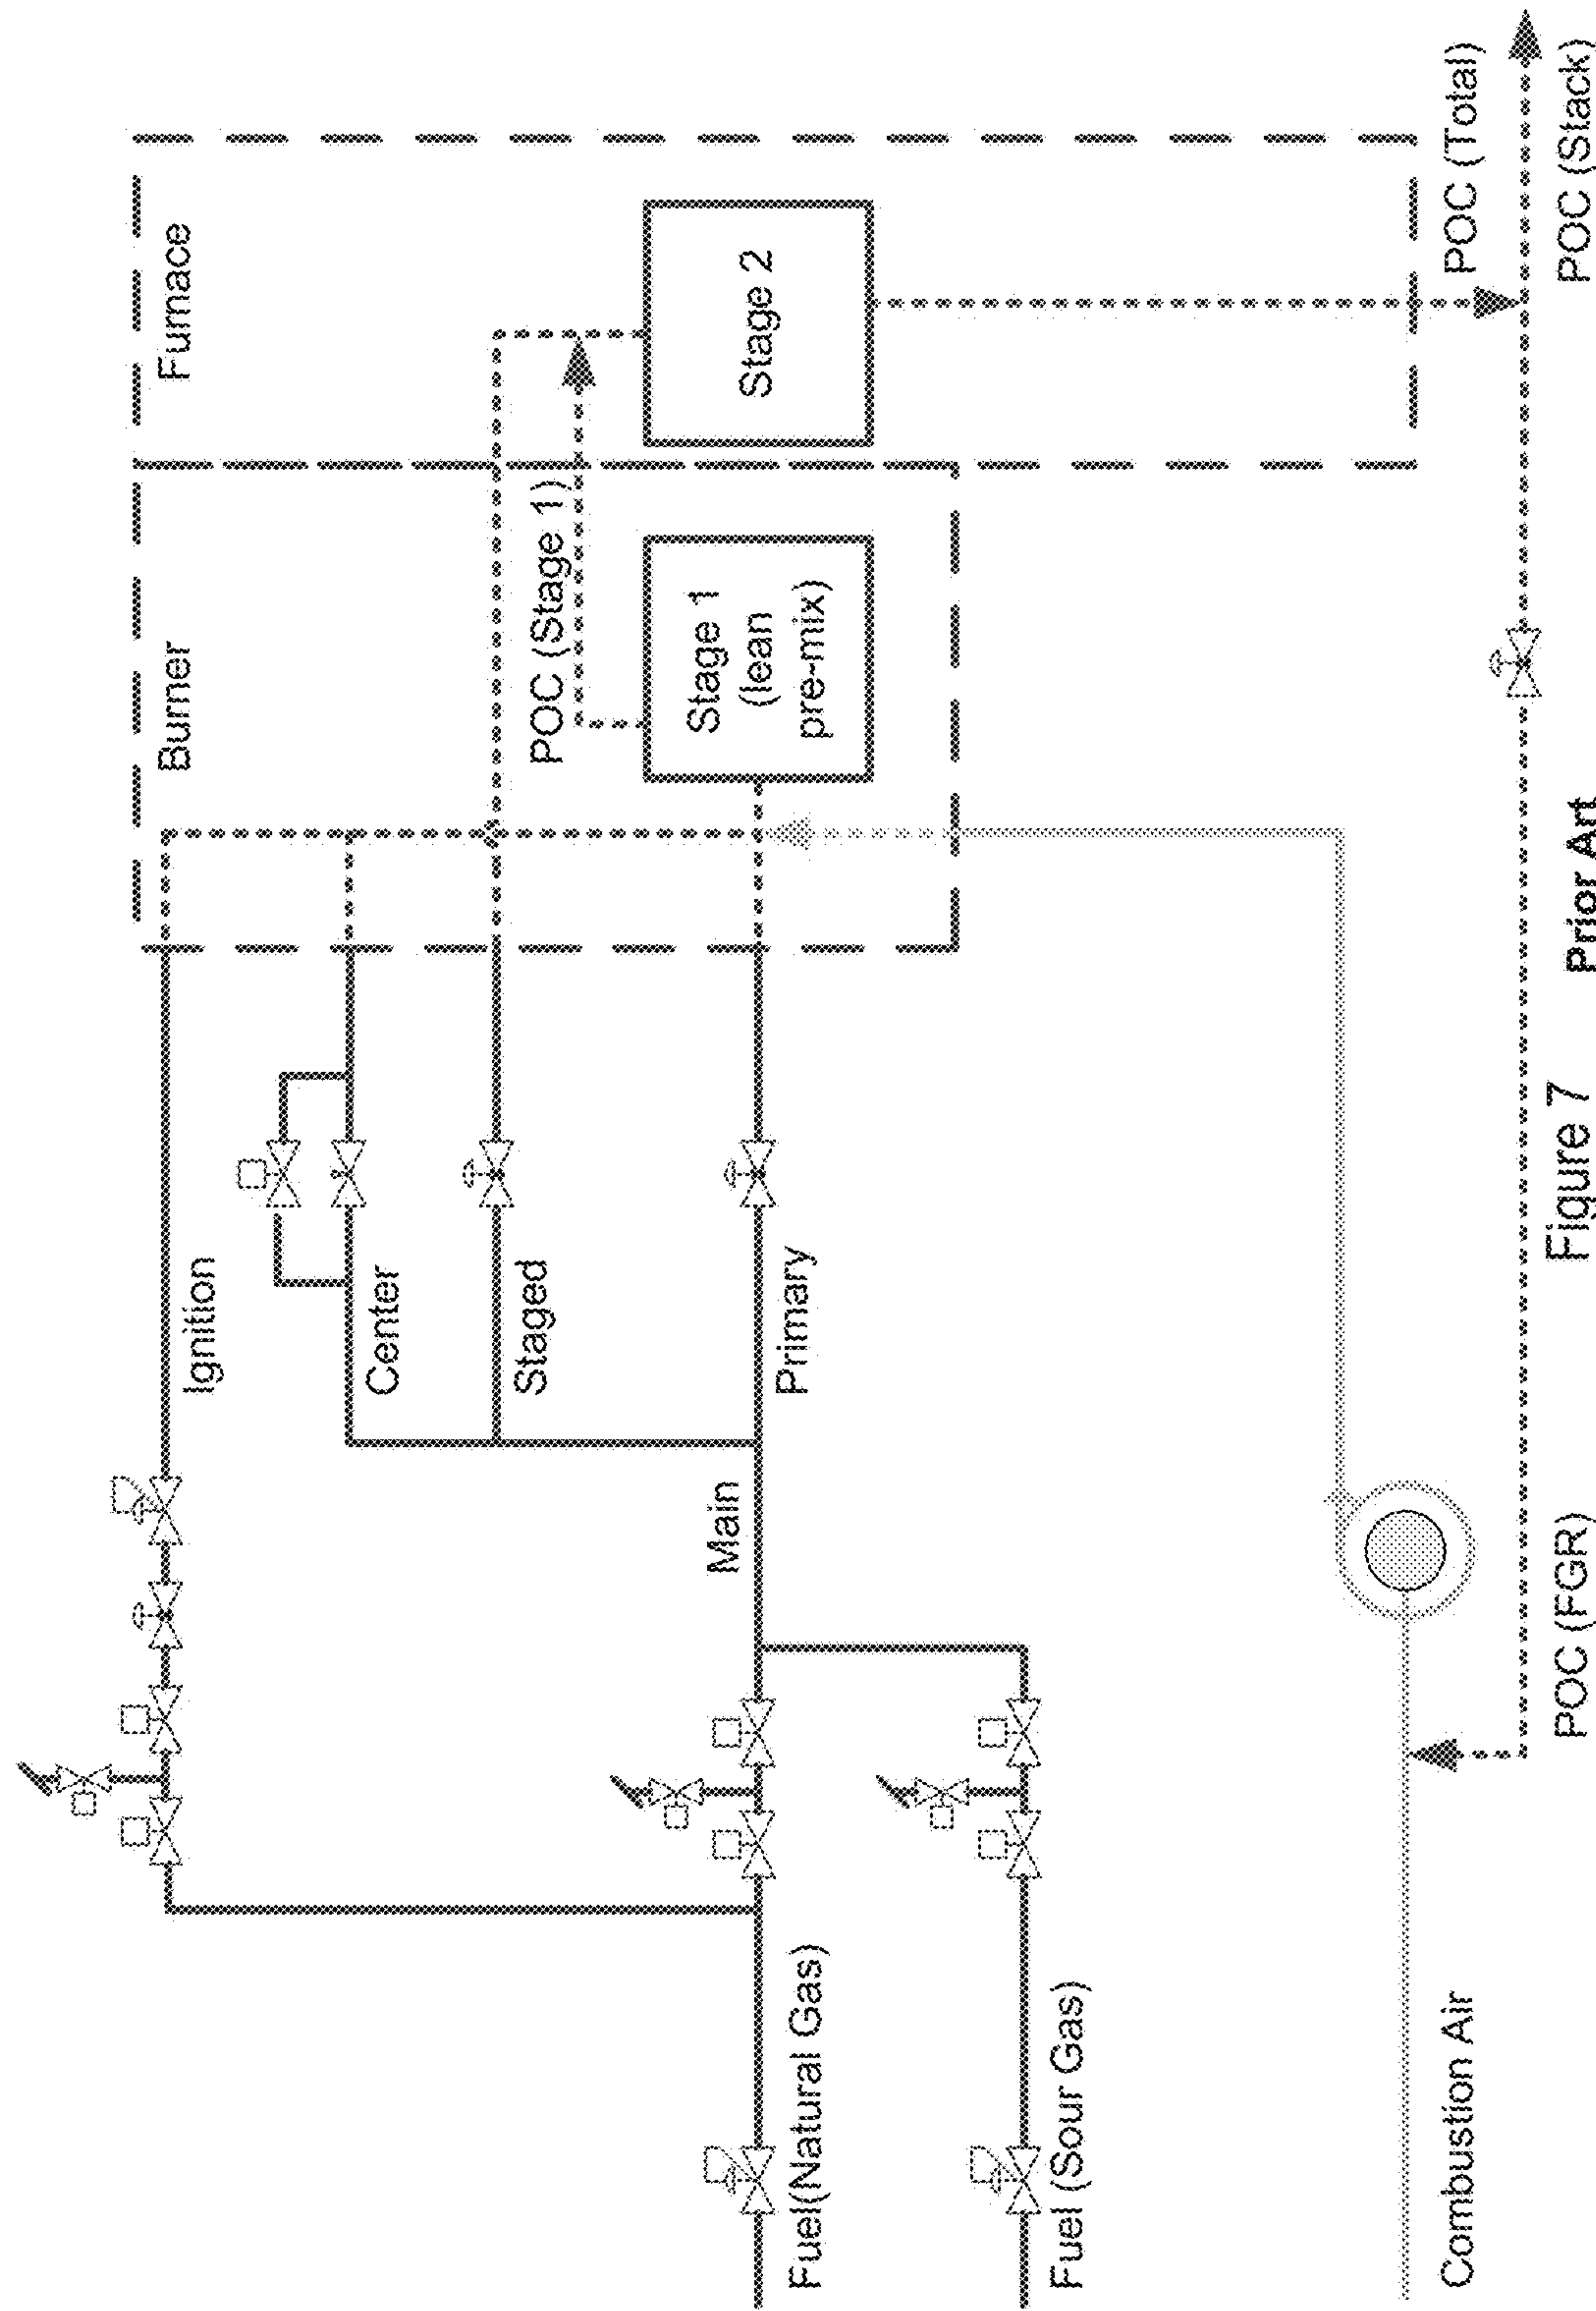 Furnace
Burner
POC (Stage 1)
Stage 1
(lean
pre-mix)
Stage 2
POC (Total)
POC (Stack)
Ignition
Center
Staged
Primary
Main
Fuel(Natural Gas)
Fuel (Sour Gas)
Combustion Air
POC (FGR)
Figure 7
Prior Art